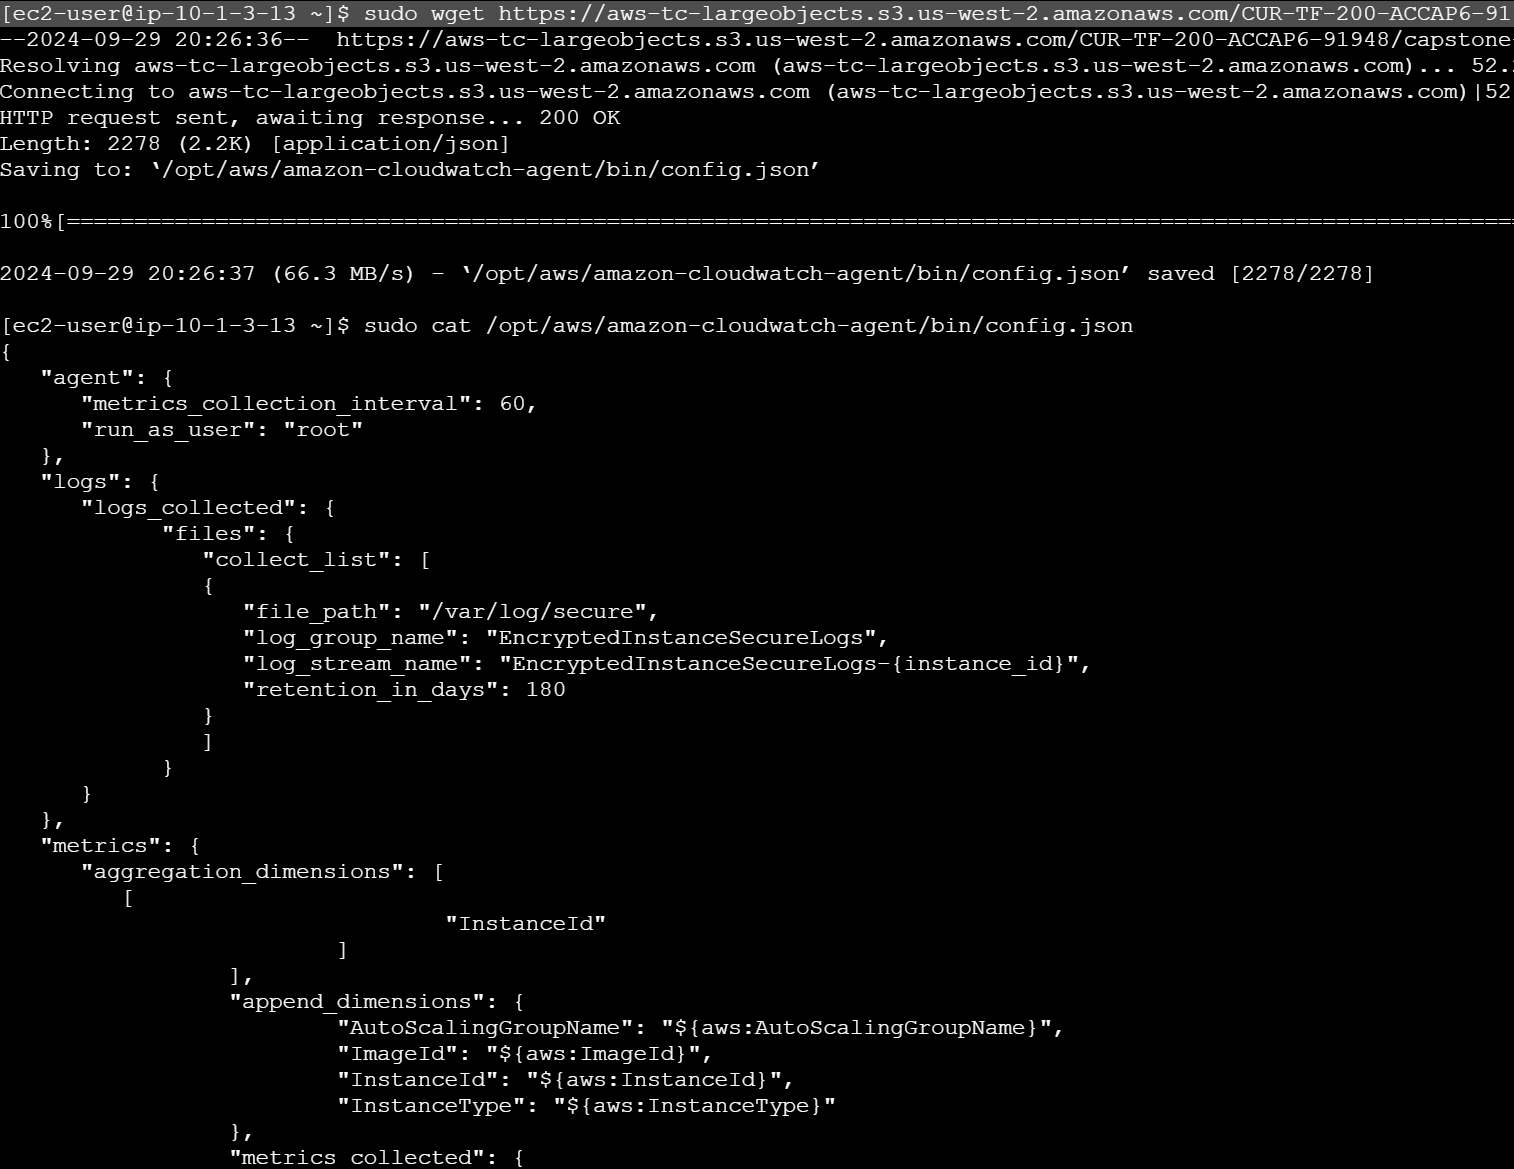 [ec2-user@ip-10-1-3-13 ~]$ sudo wget https://aws-tc-largeobjects.s3.us-west-2.amazonaws.com/CUR-TF-200-ACCAP6-91
--2024-09-29 20:26:36--  https://aws-tc-largeobjects.s3.us-west-2.amazonaws.com/CUR-TF-200-ACCAP6-91948/capstone-
Resolving aws-tc-largeobjects.s3.us-west-2.amazonaws.com (aws-tc-largeobjects.s3.us-west-2.amazonaws.com)... 52.
Connecting to aws-tc-largeobjects.s3.us-west-2.amazonaws.com (aws-tc-largeobjects.s3.us-west-2.amazonaws.com)|52
HTTP request sent, awaiting response... 200 OK
Length: 2278 (2.2K) [application/json]
Saving to: ‘/opt/aws/amazon-cloudwatch-agent/bin/config.json’
100%[===========================================================================================================
2024-09-29 20:26:37 (66.3 MB/s) - ‘/opt/aws/amazon-cloudwatch-agent/bin/config.json’ saved [2278/2278]
[ec2-user@ip-10-1-3-13 ~]$ sudo cat /opt/aws/amazon-cloudwatch-agent/bin/config.json
{
   "agent": {
      "metrics_collection_interval": 60,
      "run_as_user": "root"
   },
   "logs": {
      "logs_collected": {
            "files": {
               "collect_list": [
               {
                  "file_path": "/var/log/secure",
                  "log_group_name": "EncryptedInstanceSecureLogs",
                  "log_stream_name": "EncryptedInstanceSecureLogs-{instance_id}",
                  "retention_in_days": 180
               }
               ]
            }
      }
   },
   "metrics": {
      "aggregation_dimensions": [
         [
                                 "InstanceId"
                         ]
                 ],
                 "append_dimensions": {
                         "AutoScalingGroupName": "${aws:AutoScalingGroupName}",
                         "ImageId": "${aws:ImageId}",
                         "InstanceId": "${aws:InstanceId}",
                         "InstanceType": "${aws:InstanceType}"
                 },
                 "metrics_collected": {